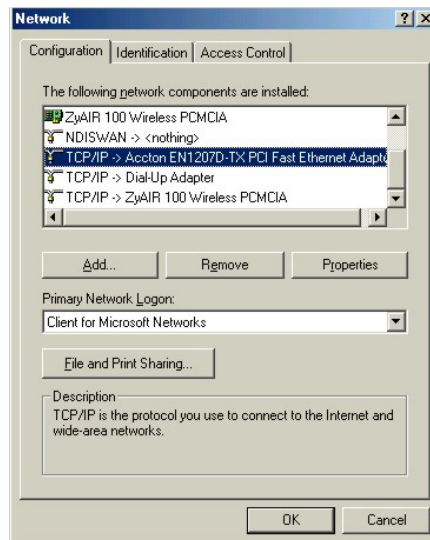 Network
Configuration Identification Access Control
The following network components are installed:
ZyAIR 100 Wireless PCMCIA
NDISWAN -> <nothing>
TCP/IP -> Accton EN1207D-TX PCI Fast Ethernet Adapte
TCP/IP -> Dial-Up Adapter
TCP/IP -> ZyAIR 100 Wireless PCMCIA
Add... Remove Properties
Primary Network Logon:
Client for Microsoft Networks
File and Print Sharing...
Description
TCP/IP is the protocol you use to connect to the Internet and
wide-area networks.
OK Cancel